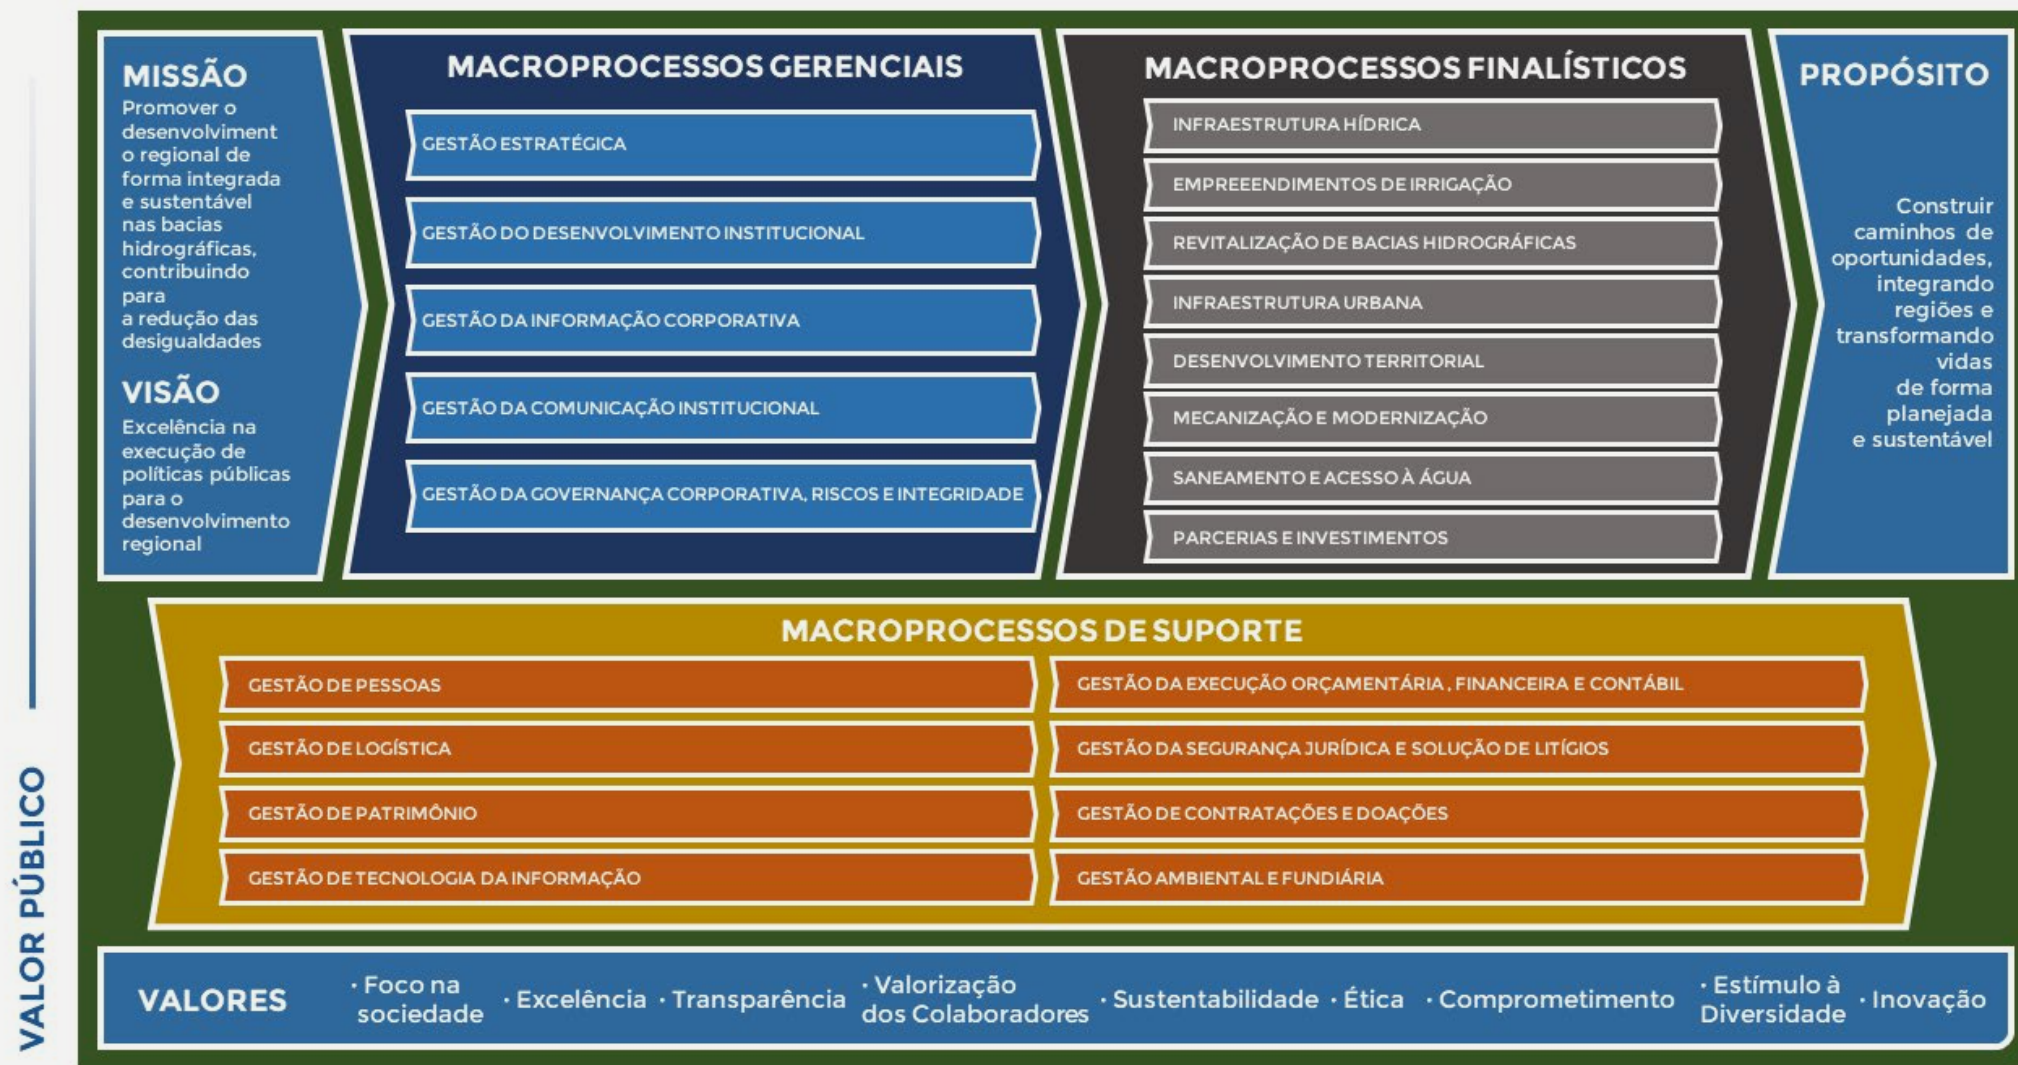 VALOR PÚBLICO
MISSÃO
Promover o
desenvolviment
o regional de
forma integrada
e sustentável
nas bacias
hidrográficas,
contribuindo
para
a redução das
desigualdades
VISÃO
Excelência na
execução de
políticas públicas
para o
desenvolvimento
regional
MACROPROCESSOS GERENCIAIS
GESTÃO ESTRATÉGICA
GESTÃO DO DESENVOLVIMENTO INSTITUCIONAL
GESTÃO DA INFORMAÇÃO CORPORATIVA
GESTÃO DA COMUNICAÇÃO INSTITUCIONAL
GESTÃO DA GOVERNANÇA CORPORATIVA, RISCOS E INTEGRIDADE
MACROPROCESSOS FINALÍSTICOS
INFRAESTRUTURA HÍDRICA
EMPREEENDIMENTOS DE IRRIGAÇÃO
REVITALIZAÇÃO DE BACIAS HIDROGRÁFICAS
INFRAESTRUTURA URBANA
DESENVOLVIMENTO TERRITORIAL
MECANIZAÇÃO E MODERNIZAÇÃO
SANEAMENTO E ACESSO À ÁGUA
PARCERIAS E INVESTIMENTOS
PROPÓSITO
Construir
caminhos de
oportunidades,
integrando
regiões e
transformando
vidas
de forma
planejada
e sustentável
MACROPROCESSOS DE SUPORTE
GESTÃO DE PESSOAS
GESTÃO DE LOGÍSTICA
GESTÃO DE PATRIMÔNIO
GESTÃO DE TECNOLOGIA DA INFORMAÇÃO
GESTÃO DA EXECUÇÃO ORÇAMENTÁRIA, FINANCEIRA E CONTÁBIL
GESTÃO DA SEGURANÇA JURÍDICA E SOLUÇÃO DE LITÍGIOS
GESTÃO DE CONTRATAÇÕES E DOAÇÕES
GESTÃO AMBIENTAL E FUNDIÁRIA
VALORES
· Foco na
sociedade
· Excelência
· Transparência
· Valorização
dos Colaboradores
· Sustentabilidade
· Ética
· Comprometimento
· Estímulo à
Diversidade
· Inovação